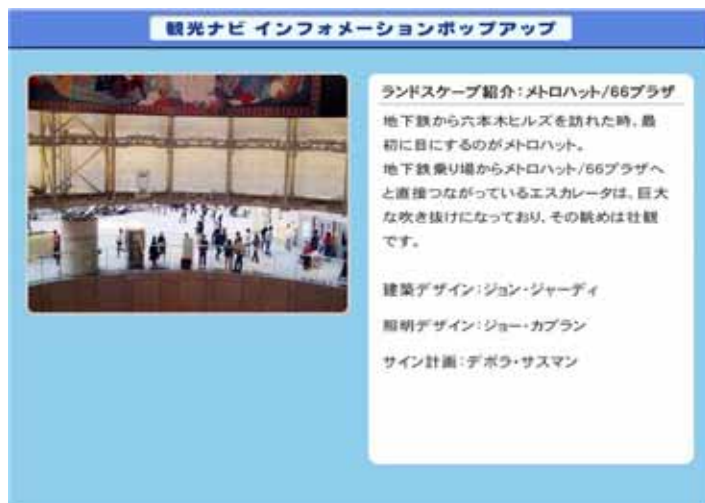 観光ナビ インフォメーションポップアップ
ランドスケープ紹介：メトロハット/66プラザ
地下鉄から六本木ヒルズを訪れた時、最
初に目にするのがメトロハット。
地下鉄乗り場からメトロハット/66プラザへ
と直接つながっているエスカレータは、巨大
な吹き抜けになっており、その眺めは壮観
です。
建築デザイン：ジョン・ジャーディ
照明デザイン：ジョー・カプラン
サイン計画：デボラ・サスマン